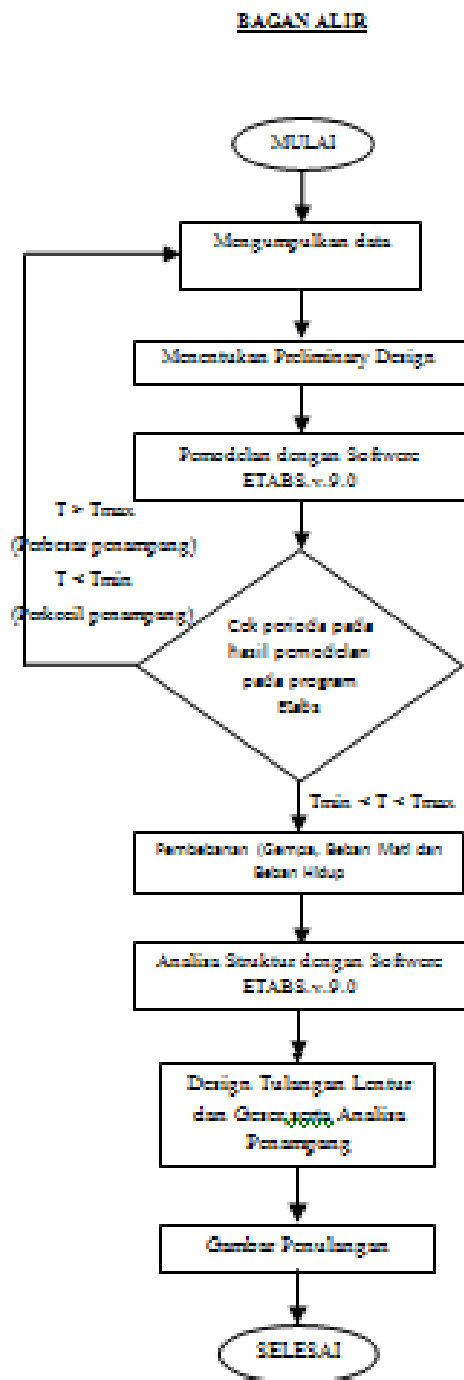 BAGAN ALIR
MULAI
Mengumpulkan data
Menentukan Preliminary Design
Pemodelan dengan Software
ETABS.v.9.0
T > Tmax
(Perbesar penampang)
T < Tmin
(Perkecil penampang)
Cek perioda pada
hasil pemodelan
pada program
Etabs
Tmin < T < Tmax
Pembebanan (Gempa, Beban Mati dan
Beban Hidup
Analisa Struktur dengan Software
ETABS.v.9.0
Design Tulangan Lentur
dan Geser serta Analisa
Penampang
Gambar Penulangan
SELESAI